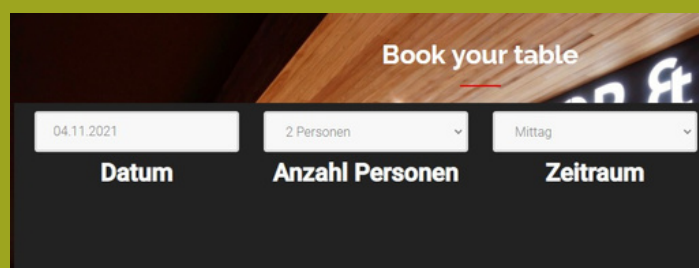 Book your table
04.11.2021
2 Personen
Mittag
Datum
Anzahl Personen
Zeitraum